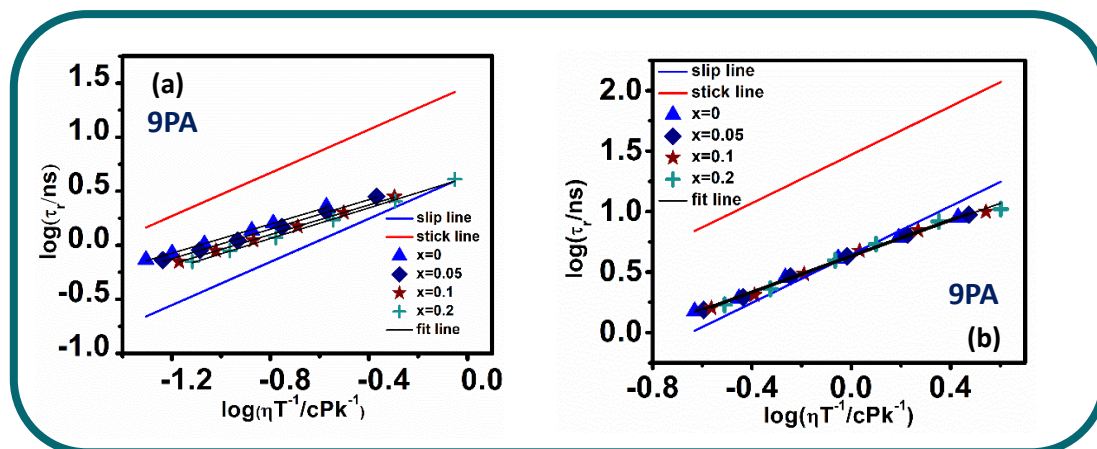 (a)
9PA
log(τr/ns)
1.5
1.0
0.5
0.0
-0.5
-1.0
slip line
stick line
x=0
x=0.05
x=0.1
x=0.2
fit line
-1.2 -0.8 -0.4 0.0
log(ηT⁻¹/cPk⁻¹)
slip line
stick line
x=0
x=0.05
x=0.1
x=0.2
fit line
log(τr/ns)
2.0
1.5
1.0
0.5
0.0
9PA
(b)
-0.8 -0.4 0.0 0.4
log(ηT⁻¹/cPk⁻¹)